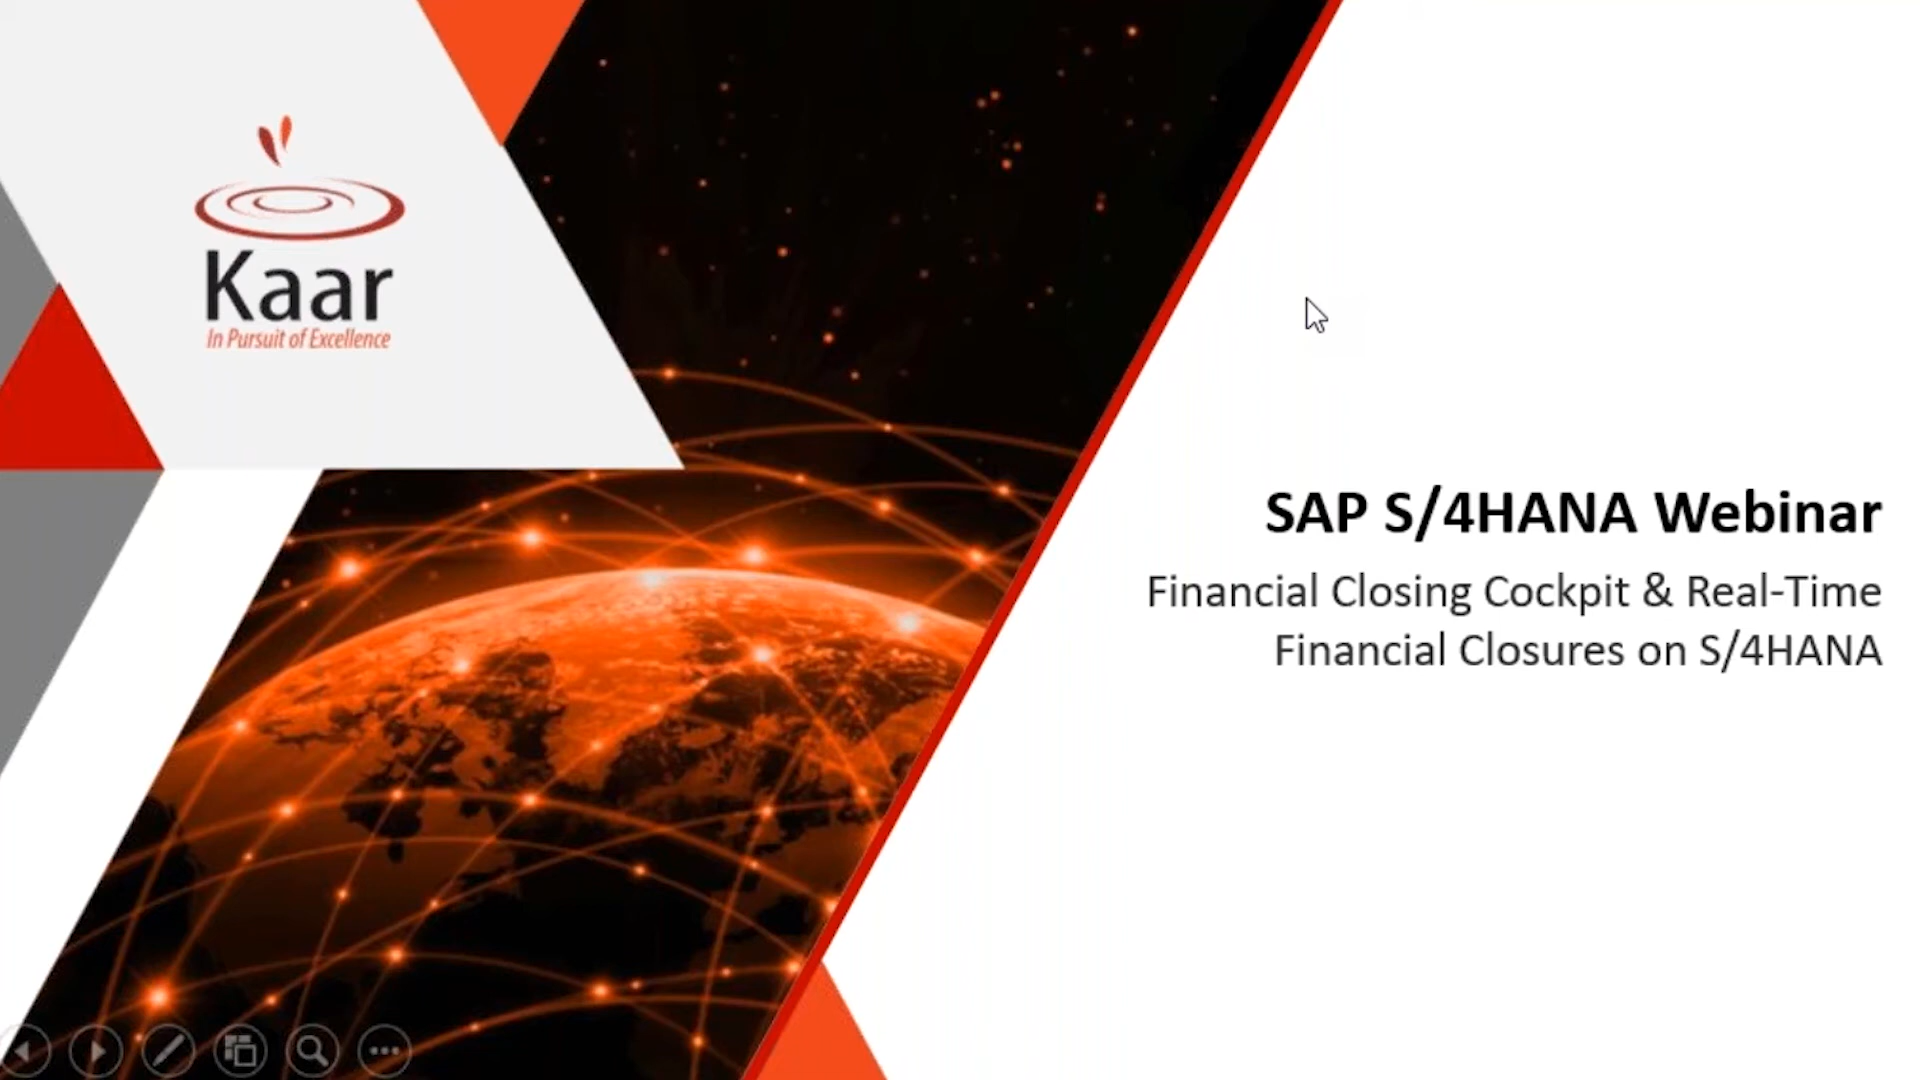 Kaar
In Pursuit of Excellence
SAP S/4HANA Webinar
Financial Closing Cockpit & Real-Time
Financial Closures on S/4HANA